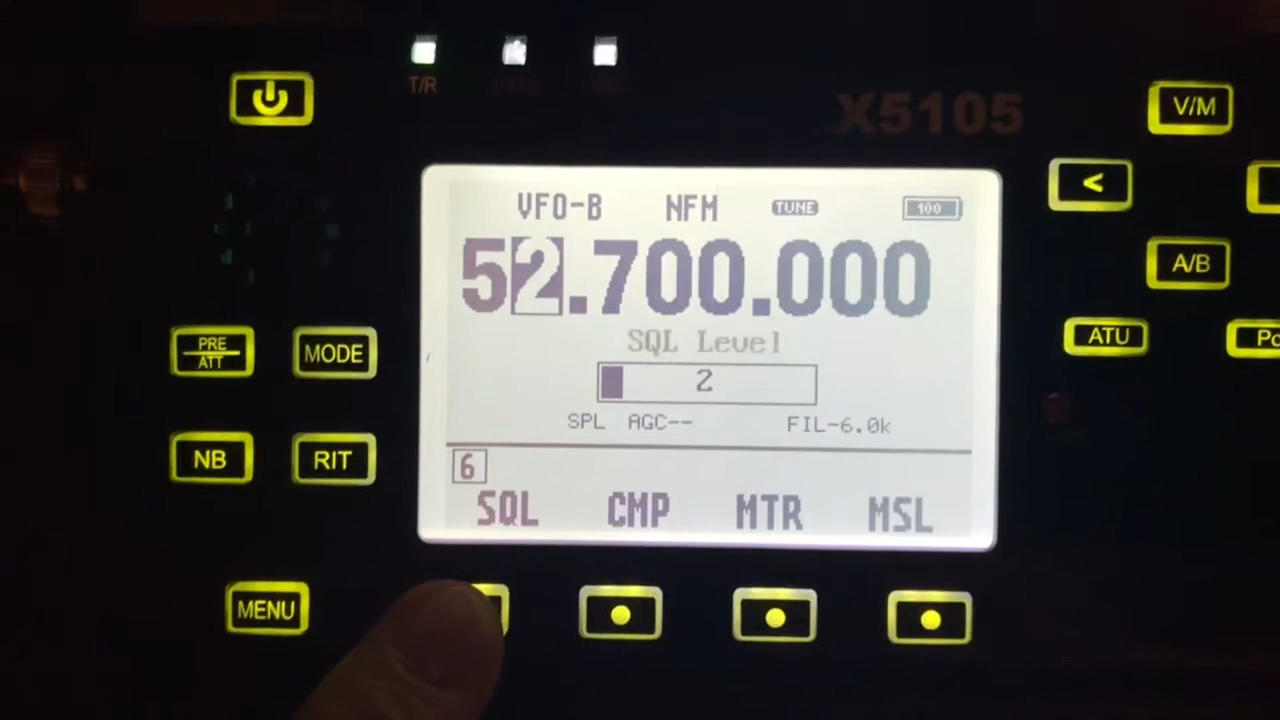 T/R
X5105
V/M
<
VFO-B NFM TUNE 100
52.700.000
A/B
SQL Level
2
ATU
PRE
ATT
MODE
SPL AGC-- FIL-6.0k
NB
RIT
6
SQL CMP MTR MSL
MENU